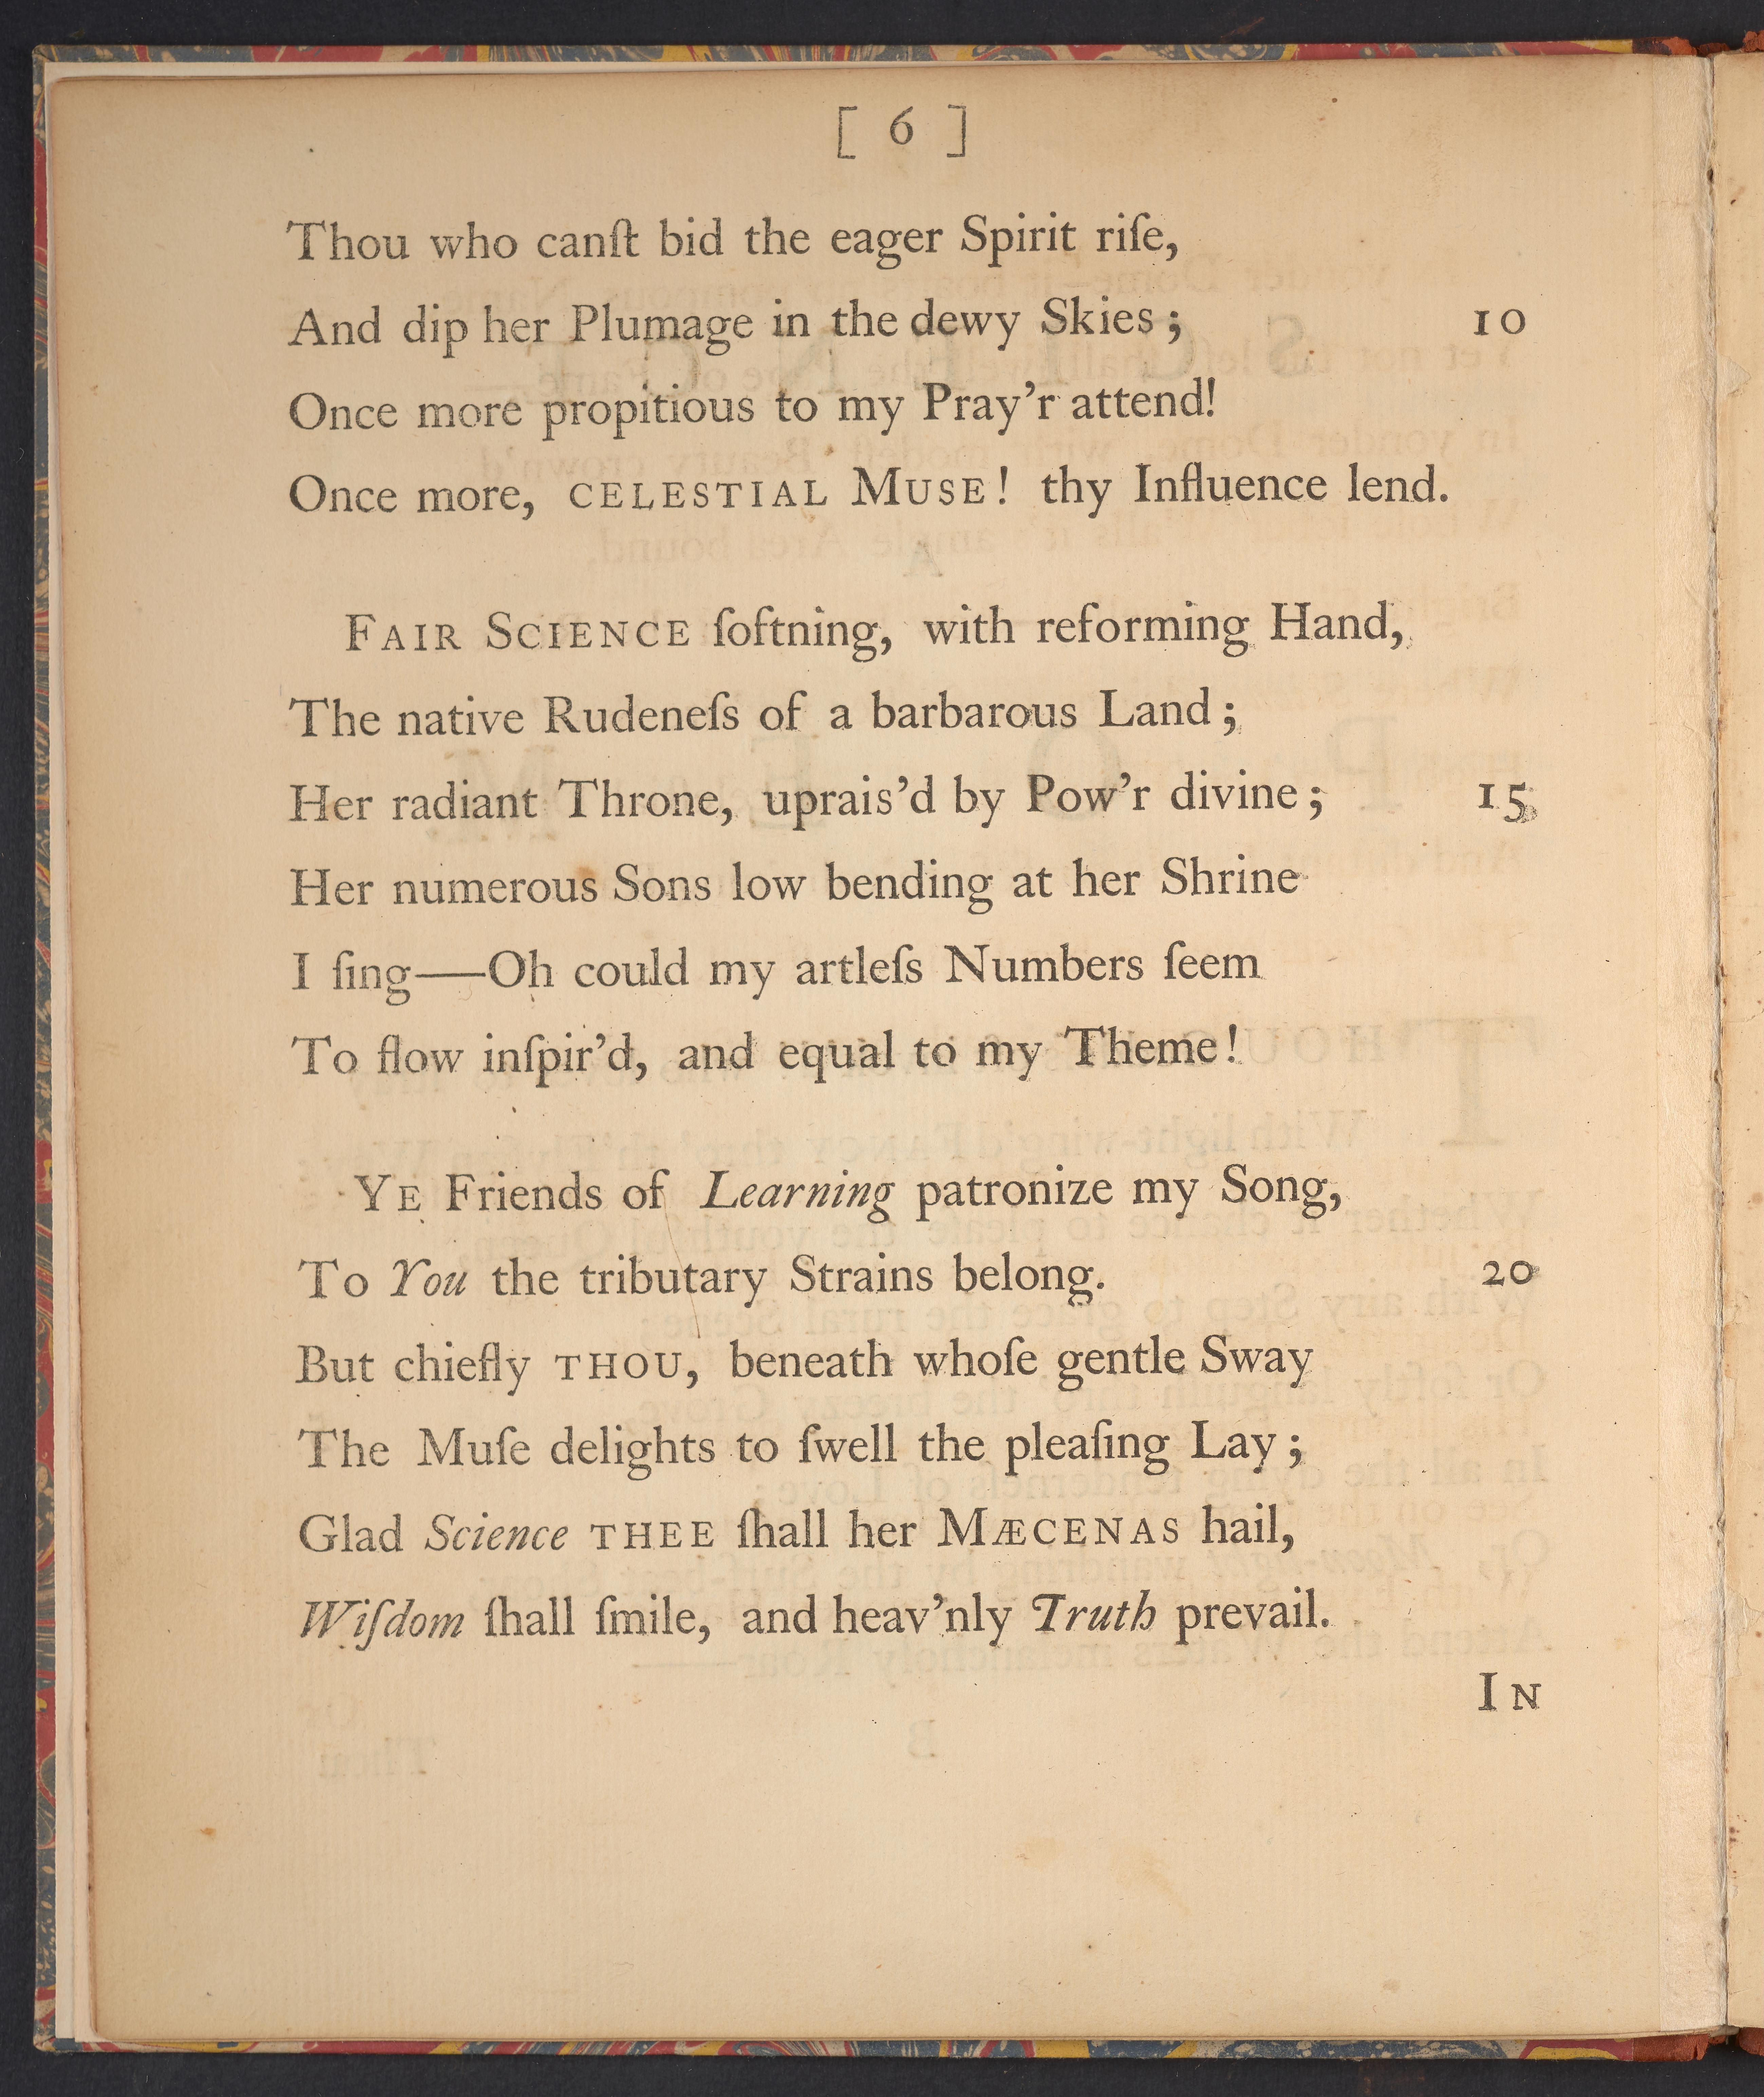 [ 6 ]
Thou who canſt bid the eager Spirit riſe,
And dip her Plumage in the dewy Skies; 10
Once more propitious to my Pray'r attend!
Once more, CELESTIAL MUSE! thy Influence lend.
FAIR SCIENCE ſoftning, with reforming Hand,
The native Rudeneſs of a barbarous Land;
Her radiant Throne, uprais'd by Pow'r divine; 15
Her numerous Sons low bending at her Shrine
I ſing—Oh could my artleſs Numbers ſeem
To flow inſpir'd, and equal to my Theme!
YE Friends of Learning patronize my Song,
To You the tributary Strains belong. 20
But chiefly THOU, beneath whoſe gentle Sway
The Muſe delights to ſwell the pleaſing Lay;
Glad Science THEE ſhall her MÆCENAS hail,
Wiſdom ſhall ſmile, and heav'nly Truth prevail.
IN